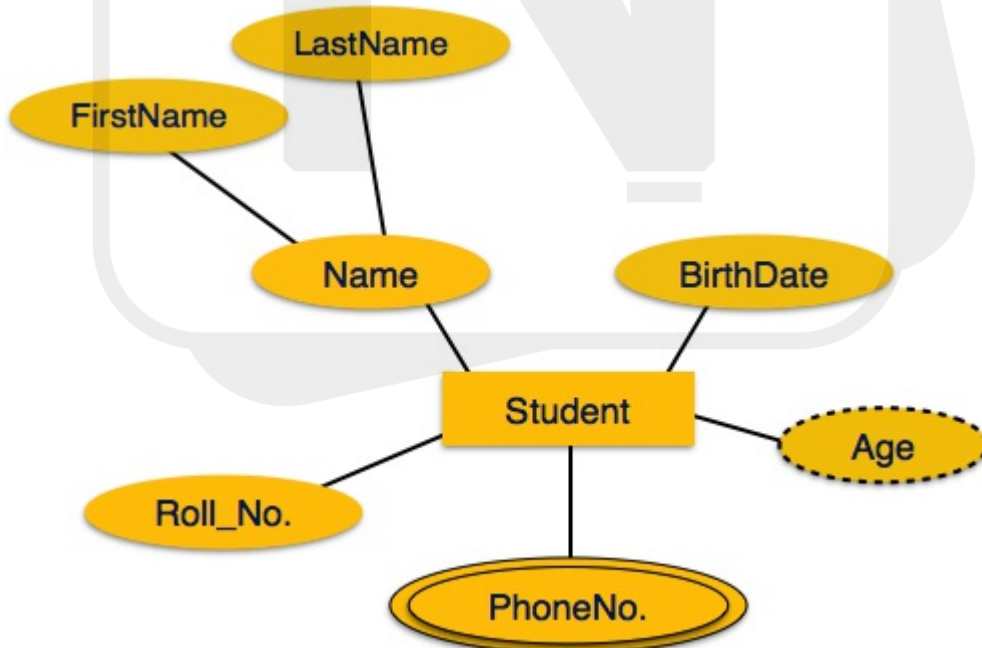 LastName
FirstName
Name
BirthDate
Student
Age
Roll_No.
PhoneNo.